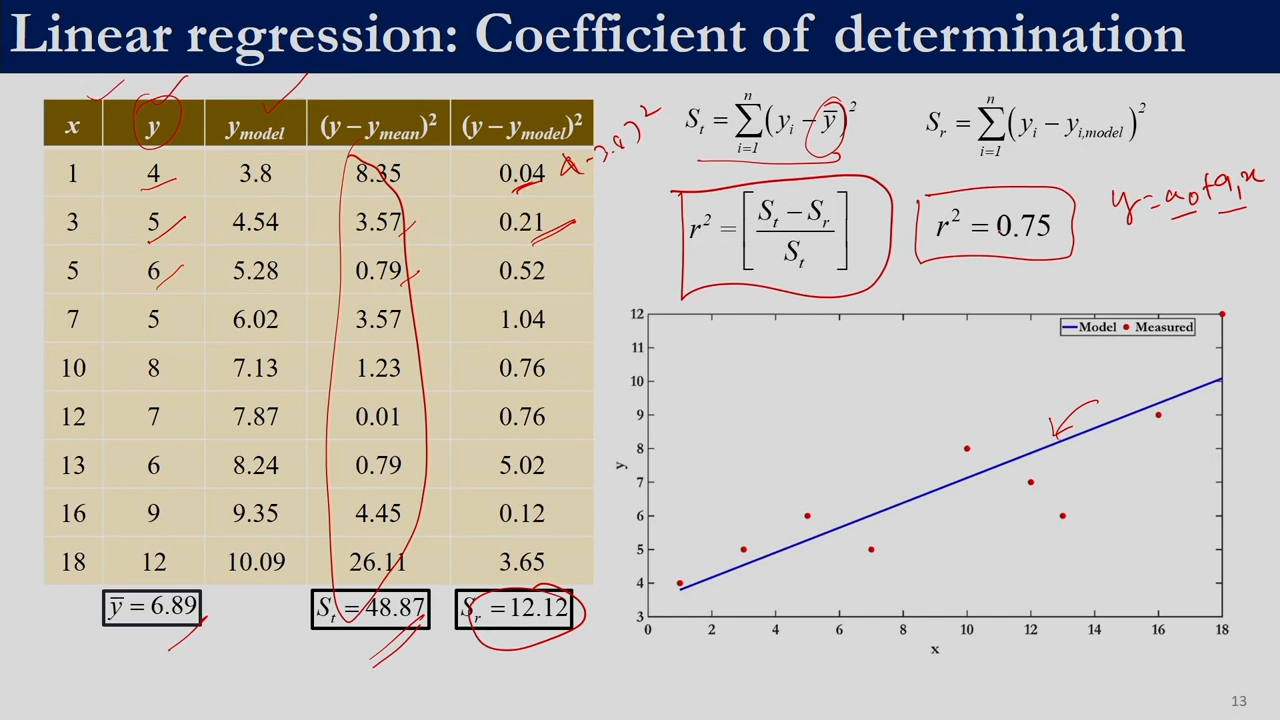 Linear regression: Coefficient of determination
x y y_model (y – y_mean)² (y – y_model)²
1 4 3.8 8.35 0.04
3 5 4.54 3.57 0.21
5 6 5.28 0.79 0.52
7 5 6.02 3.57 1.04
10 8 7.13 1.23 0.76
12 7 7.87 0.01 0.76
13 6 8.24 0.79 5.02
16 9 9.35 4.45 0.12
18 12 10.09 26.11 3.65
ȳ = 6.89 S_t = 48.87 S_r = 12.12
S_t = ∑_{i=1}^{n} (y_i – ȳ)²
S_r = ∑_{i=1}^{n} (y_i – y_{i,model})²
r² = [(S_t – S_r) / S_t]
r² = 0.75
y = a₀ + a₁x
Model Measured
12
11
10
9
8
7
6
5
4
3
y
0 2 4 6 8 10 12 14 16 18
x
13